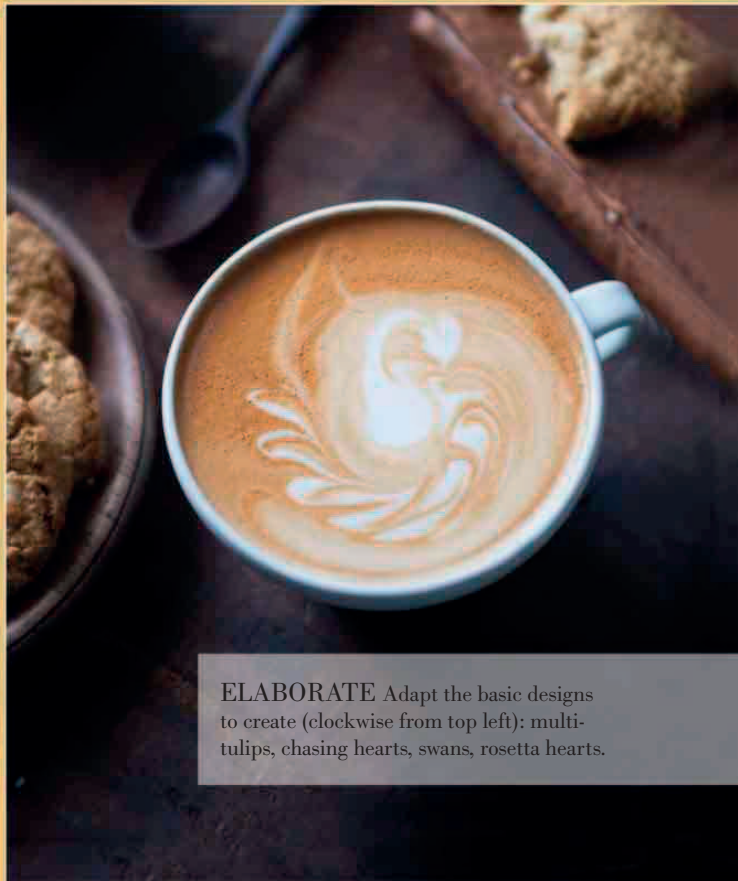 ELABORATE Adapt the basic designs
to create (clockwise from top left): multi-
tulips, chasing hearts, swans, rosetta hearts.